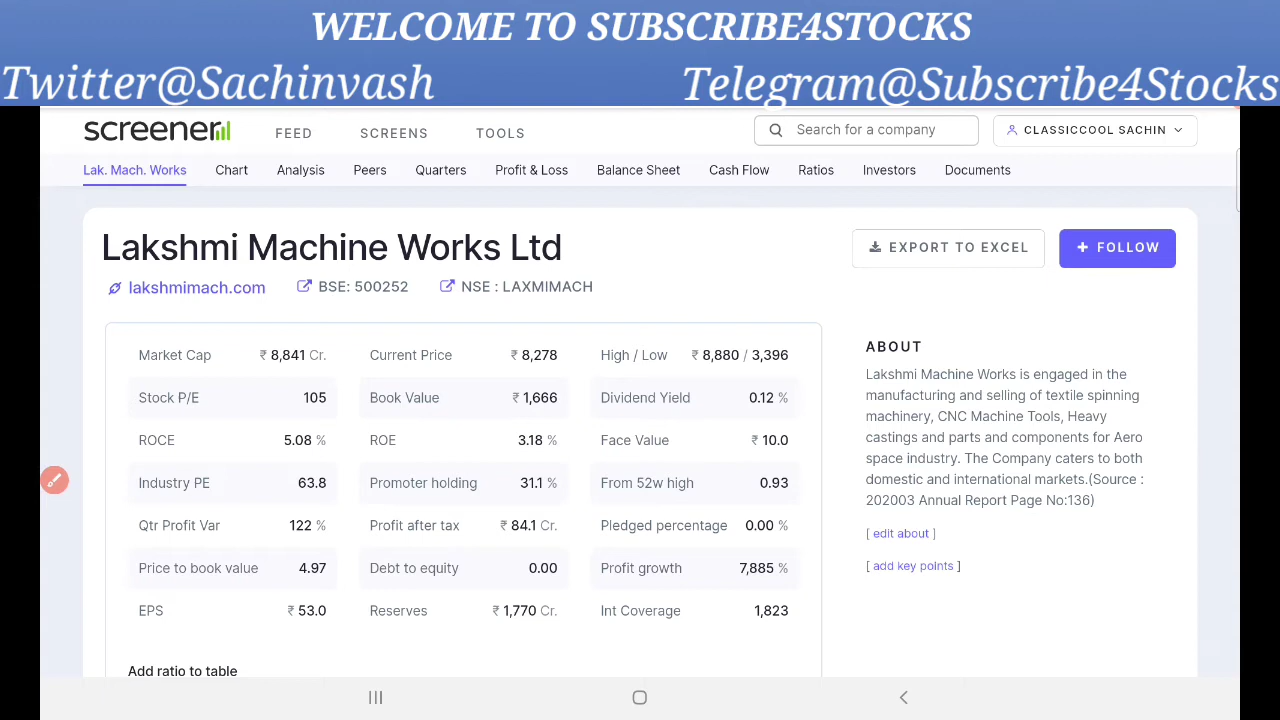 WELCOME TO SUBSCRIBE4STOCKS
Twitter@Sachinvash Telegram@Subscribe4Stocks
screener FEED SCREENS TOOLS Search for a company CLASSICCOOL SACHIN
Lak. Mach. Works Chart Analysis Peers Quarters Profit & Loss Balance Sheet Cash Flow Ratios Investors Documents
Lakshmi Machine Works Ltd EXPORT TO EXCEL + FOLLOW
lakshmimach.com BSE: 500252 NSE : LAXMIMACH
Market Cap ₹ 8,841 Cr. Current Price ₹ 8,278 High / Low ₹ 8,880 / 3,396
Stock P/E 105 Book Value ₹ 1,666 Dividend Yield 0.12 %
ROCE 5.08 % ROE 3.18 % Face Value ₹ 10.0
Industry PE 63.8 Promoter holding 31.1 % From 52w high 0.93
Qtr Profit Var 122 % Profit after tax ₹ 84.1 Cr. Pledged percentage 0.00 %
Price to book value 4.97 Debt to equity 0.00 Profit growth 7,885 %
EPS ₹ 53.0 Reserves ₹ 1,770 Cr. Int Coverage 1,823
Add ratio to table
ABOUT
Lakshmi Machine Works is engaged in the
manufacturing and selling of textile spinning
machinery, CNC Machine Tools, Heavy
castings and parts and components for Aero
space industry. The Company caters to both
domestic and international markets.(Source :
202003 Annual Report Page No:136)
[ edit about ]
[ add key points ]